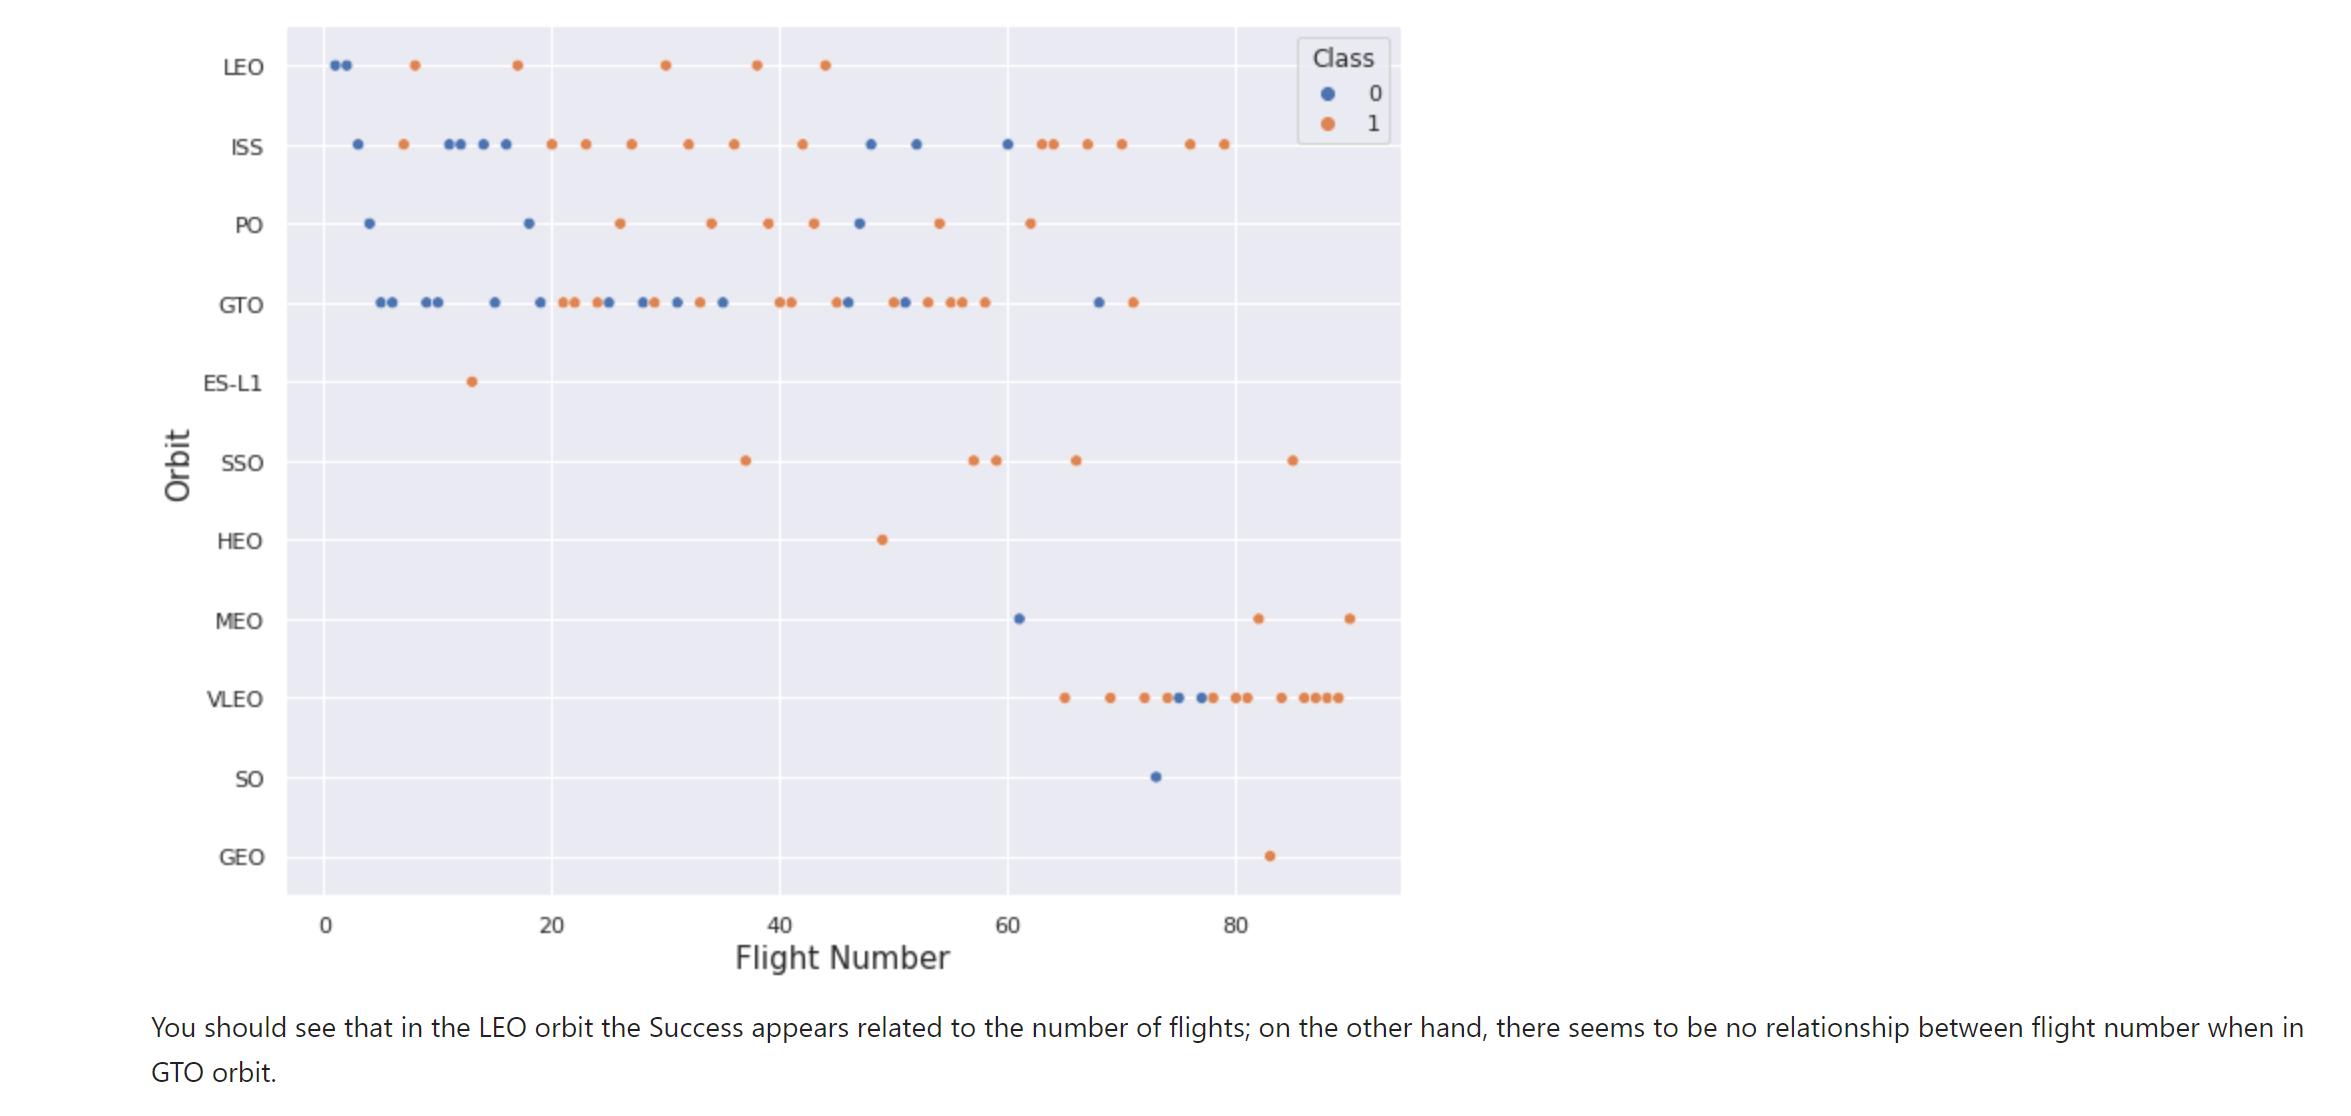 Class
0
1
LEO
ISS
PO
GTO
ES-L1
SSO
HEO
MEO
VLEO
SO
GEO
Orbit
0 20 40 60 80
Flight Number
You should see that in the LEO orbit the Success appears related to the number of flights; on the other hand, there seems to be no relationship between flight number when in
GTO orbit.